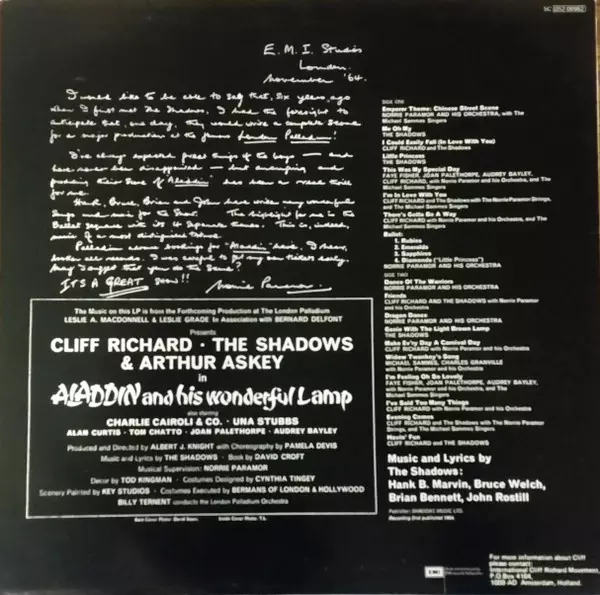 SC 052 06962
E.M.I. Studios
London.
November '64.
I would like to be able to say that, six years ago
when I first met The Shadows, I had the foresight to
anticipate that, one day, they would write a complete score
for a major production at the famous London Palladium!
I've always expected great things of the boys — and
have never been disappointed — but arranging and
producing their score of Aladdin has been a real thrill
for me.
Hank, Bruce, Brian and John have written many wonderful
songs and music for the Show. The highlight for me is the
Ballet sequence with its 4 separate themes. This is, indeed,
music of a most distinguished
Palladium advance bookings for "Aladdin" have, I hear,
broken all records. I was careful to get my own tickets early.
May I suggest that you do the same?
IT'S A GREAT SHOW!!!
Norrie Paramor.
The Music on this LP is from the Forthcoming Production at The London Palladium
LESLIE A. MACDONNELL & LESLIE GRADE In Association with BERNARD DELFONT
Presents
CLIFF RICHARD · THE SHADOWS
& ARTHUR ASKEY
in
ALADDIN and his wonderful Lamp
also starring
CHARLIE CAIROLI & CO. · UNA STUBBS
ALAN CURTIS · TOM CHATTO · JOAN PALETHORPE · AUDREY BAYLEY
Produced and Directed by ALBERT J. KNIGHT with Choreography by PAMELA DEVIS
Music and Lyrics by THE SHADOWS · Book by DAVID CROFT
Musical Supervision: NORRIE PARAMOR
Decor by TOD KINGMAN · Costumes Designed by CYNTHIA TINGEY
Scenery Painted by KEY STUDIOS · Costumes Executed by BERMANS OF LONDON & HOLLYWOOD
BILLY TERNENT conducts the London Palladium Orchestra
SIDE ONE
Emperor Theme: Chinese Street Scene
NORRIE PARAMOR AND HIS ORCHESTRA, with The
Michael Sammes Singers
Me Oh My
THE SHADOWS
I Could Easily Fall (In Love With You)
CLIFF RICHARD and The Shadows
Little Princess
THE SHADOWS
This Was My Special Day
FAYE FISHER, JOAN PALETHORPE, AUDREY BAYLEY,
CLIFF RICHARD, with Norrie Paramor and his Orchestra, and The
Michael Sammes Singers
I'm In Love With You
CLIFF RICHARD and The Shadows with The Norrie Paramor Strings,
and The Michael Sammes Singers
There's Gotta Be A Way
CLIFF RICHARD with Norrie Paramor and his Orchestra
Ballet:
1. Rubies
2. Emeralds
3. Sapphires
4. Diamonds ("Little Princess")
NORRIE PARAMOR AND HIS ORCHESTRA
SIDE TWO
Dance Of The Warriors
NORRIE PARAMOR AND HIS ORCHESTRA
Friends
CLIFF RICHARD AND THE SHADOWS with Norrie Paramor
and his Orchestra
Dragon Dance
NORRIE PARAMOR AND HIS ORCHESTRA
Genie With The Light Brown Lamp
THE SHADOWS
Make Ev'ry Day A Carnival Day
CLIFF RICHARD with Norrie Paramor and his Orchestra
Widow Twankey's Song
MICHAEL SAMMES, CHARLES GRANVILLE
with Norrie Paramor and his Orchestra
I'm Feeling Oh So Lovely
FAYE FISHER, JOAN PALETHORPE, AUDREY BAYLEY,
with Norrie Paramor and his Orchestra
I've Said Too Many Things
CLIFF RICHARD with Norrie Paramor and his Orchestra
Evening Comes
CLIFF RICHARD and The Shadows with The Norrie Paramor
Strings, and The Michael Sammes Singers
Havin' Fun
CLIFF RICHARD and THE SHADOWS
Music and Lyrics by
The Shadows:
Hank B. Marvin, Bruce Welch,
Brian Bennett, John Rostill
Publisher: SHADOWS MUSIC LTD.
Recording first published 1964.
EMI
For more information about Cliff
please contact:
International Cliff Richard Movement,
P.O Box 4164,
1009-AD Amsterdam, Holland.